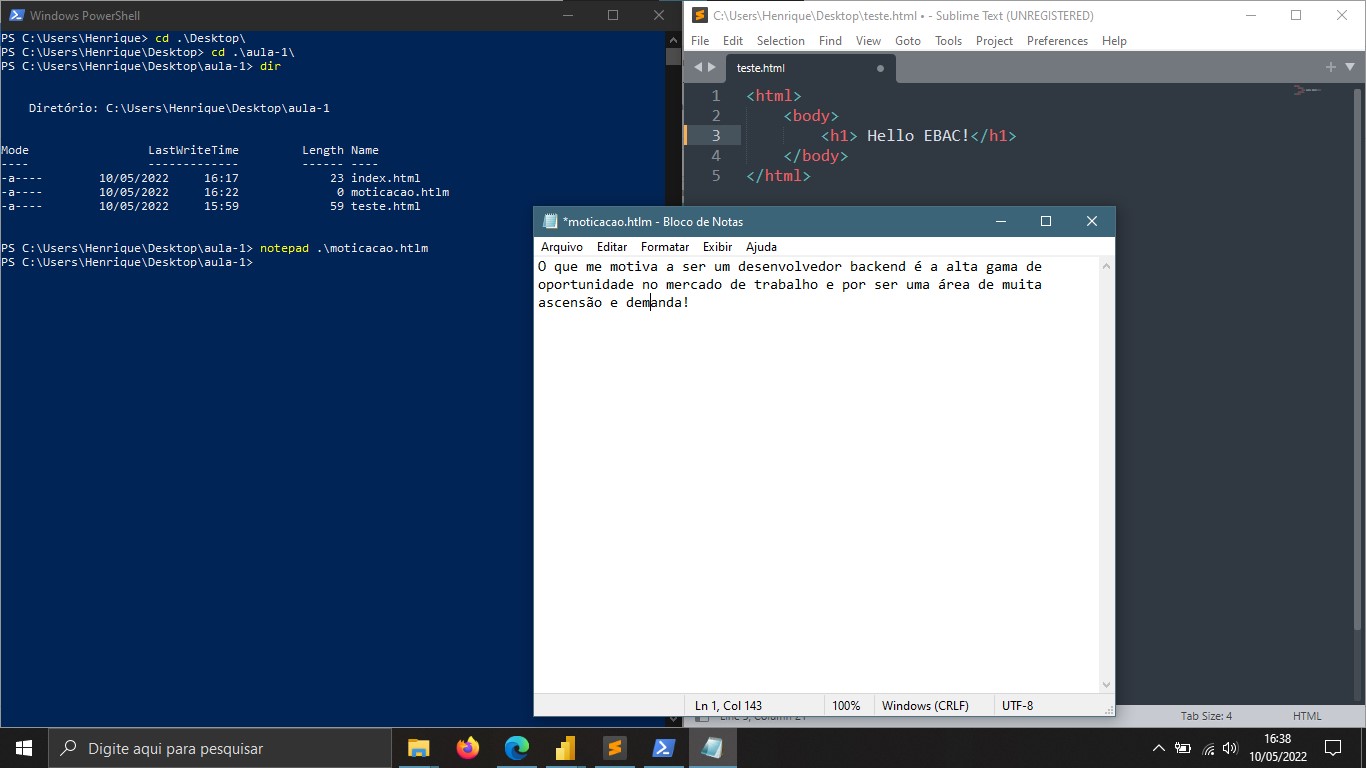 Windows PowerShell
PS C:\Users\Henrique> cd .\Desktop\
PS C:\Users\Henrique\Desktop> cd .\aula-1\
PS C:\Users\Henrique\Desktop\aula-1> dir
Diretório: C:\Users\Henrique\Desktop\aula-1
Mode LastWriteTime Length Name
---- ------------- ------ ----
-a---- 10/05/2022 16:17 23 index.html
-a---- 10/05/2022 16:22 0 moticacao.htlm
-a---- 10/05/2022 15:59 59 teste.html
PS C:\Users\Henrique\Desktop\aula-1> notepad .\moticacao.htlm
PS C:\Users\Henrique\Desktop\aula-1>
C:\Users\Henrique\Desktop\teste.html • - Sublime Text (UNREGISTERED)
File Edit Selection Find View Goto Tools Project Preferences Help
teste.html
1 <html>
2 <body>
3 <h1> Hello EBAC!</h1>
4 </body>
5 </html>
*moticacao.htlm - Bloco de Notas
Arquivo Editar Formatar Exibir Ajuda
O que me motiva a ser um desenvolvedor backend é a alta gama de
oportunidade no mercado de trabalho e por ser uma área de muita
ascensão e demanda!
Ln 1, Col 143 100% Windows (CRLF) UTF-8
Tab Size: 4 HTML
Digite aqui para pesquisar
16:38
10/05/2022